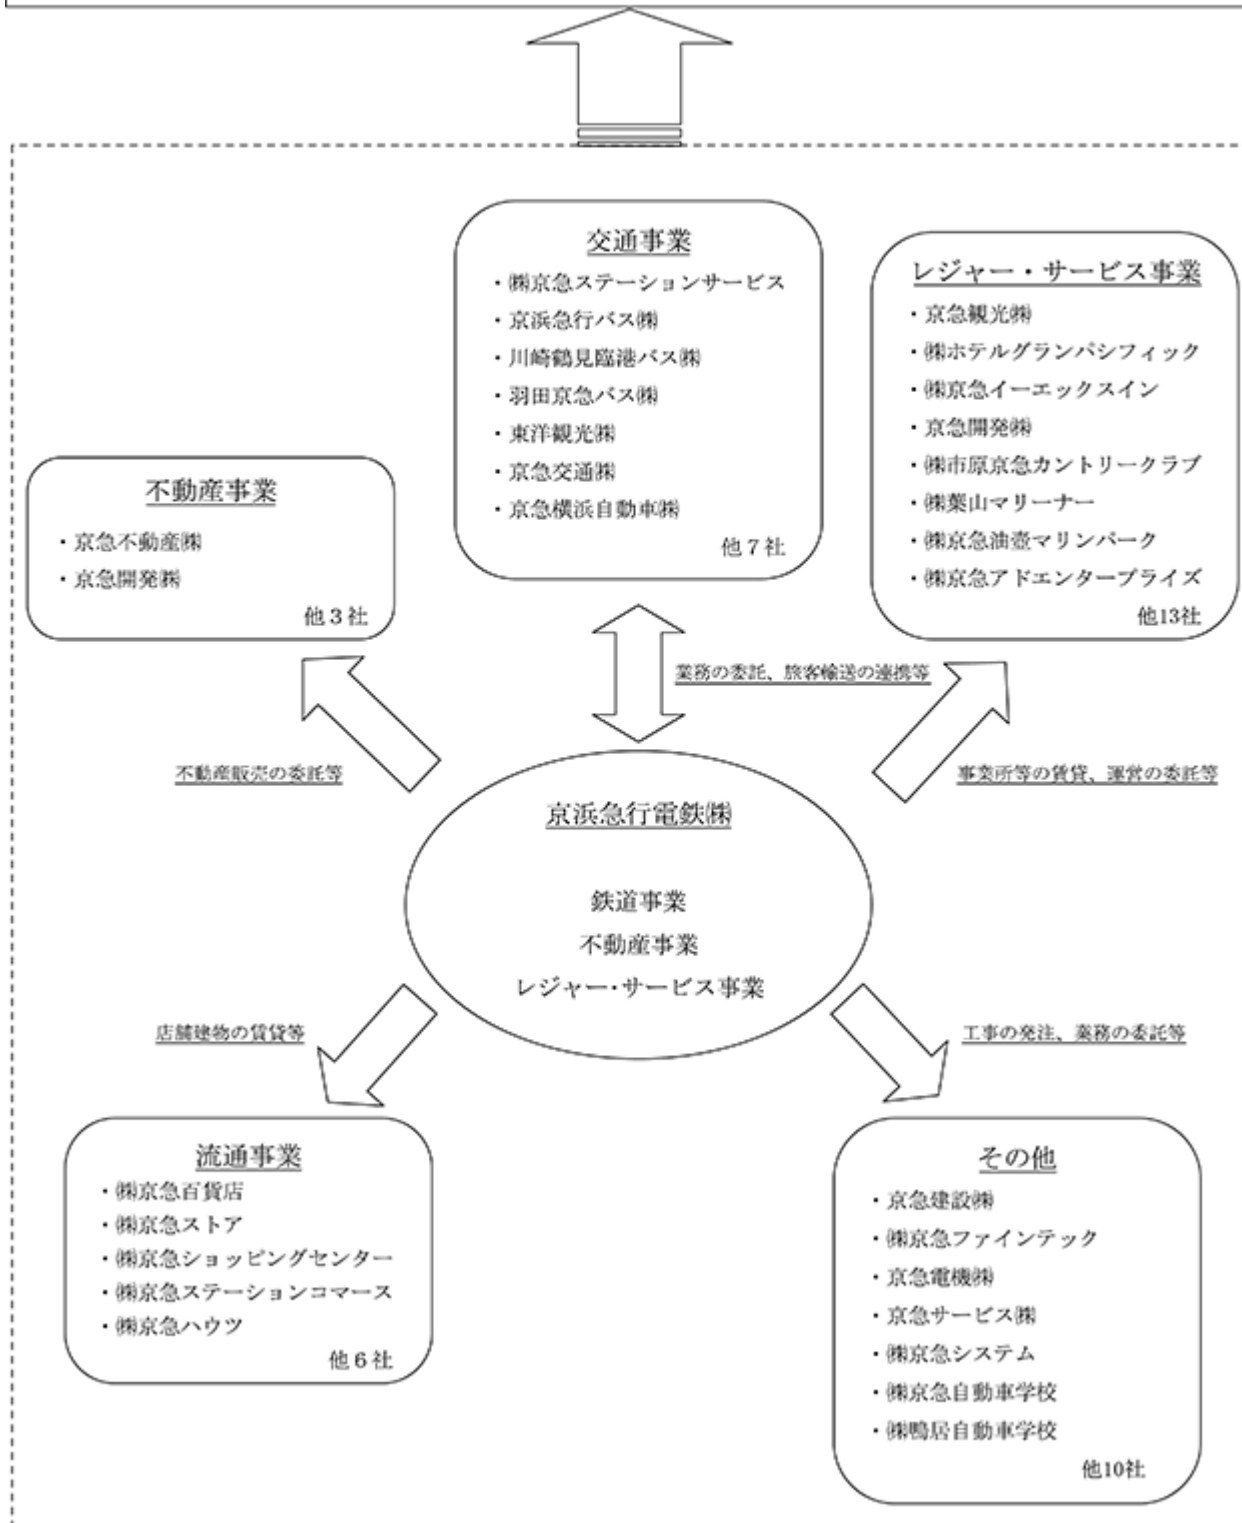 交通事業
・㈱京急ステーションサービス
・京浜急行バス㈱
・川崎鶴見臨港バス㈱
・羽田京急バス㈱
・東洋観光㈱
・京急交通㈱
・京急横浜自動車㈱
他７社
レジャー・サービス事業
・京急観光㈱
・㈱ホテルグランパシフィック
・㈱京急イーエックスイン
・京急開発㈱
・㈱市原京急カントリークラブ
・㈱葉山マリーナー
・㈱京急油壺マリンパーク
・㈱京急アドエンタープライズ
他13社
不動産事業
・京急不動産㈱
・京急開発㈱
他３社
業務の委託、旅客輸送の連携等
不動産販売の委託等
事業所等の賃貸、運営の委託等
京浜急行電鉄㈱
鉄道事業
不動産事業
レジャー・サービス事業
店舗建物の賃貸等
工事の発注、業務の委託等
流通事業
・㈱京急百貨店
・㈱京急ストア
・㈱京急ショッピングセンター
・㈱京急ステーションコマース
・㈱京急ハウツ
他６社
その他
・京急建設㈱
・㈱京急ファインテック
・京急電機㈱
・京急サービス㈱
・㈱京急システム
・㈱京急自動車学校
・㈱鴨居自動車学校
他10社